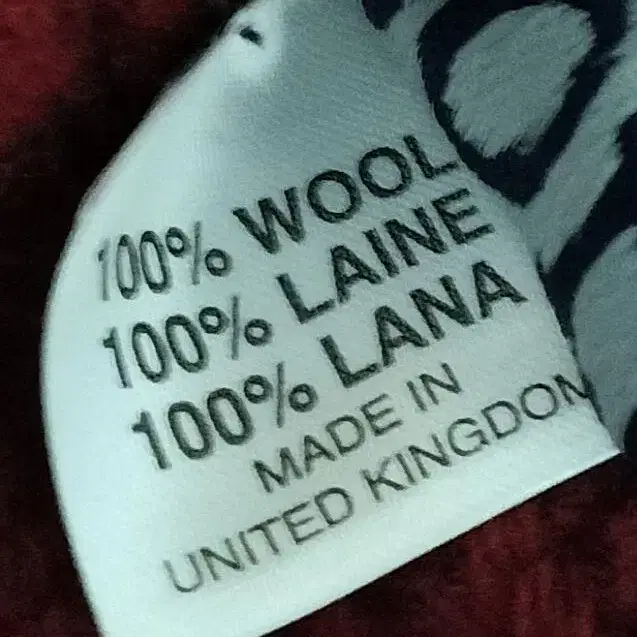 100% WOOL
100% LAINE
100% LANA
MADE IN
UNITED KINGDOM